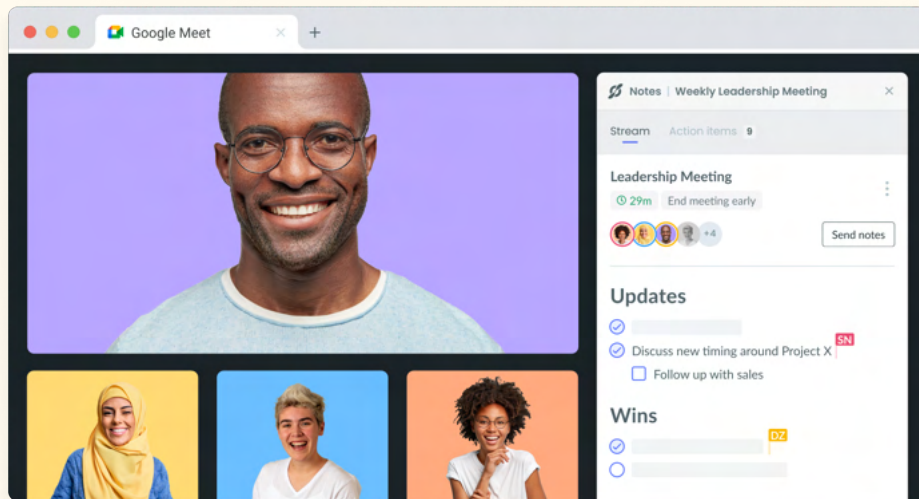 Google Meet
Notes | Weekly Leadership Meeting
Stream Action items 9
Leadership Meeting
29m End meeting early
+4 Send notes
Updates
SN
Discuss new timing around Project X
Follow up with sales
Wins
DZ